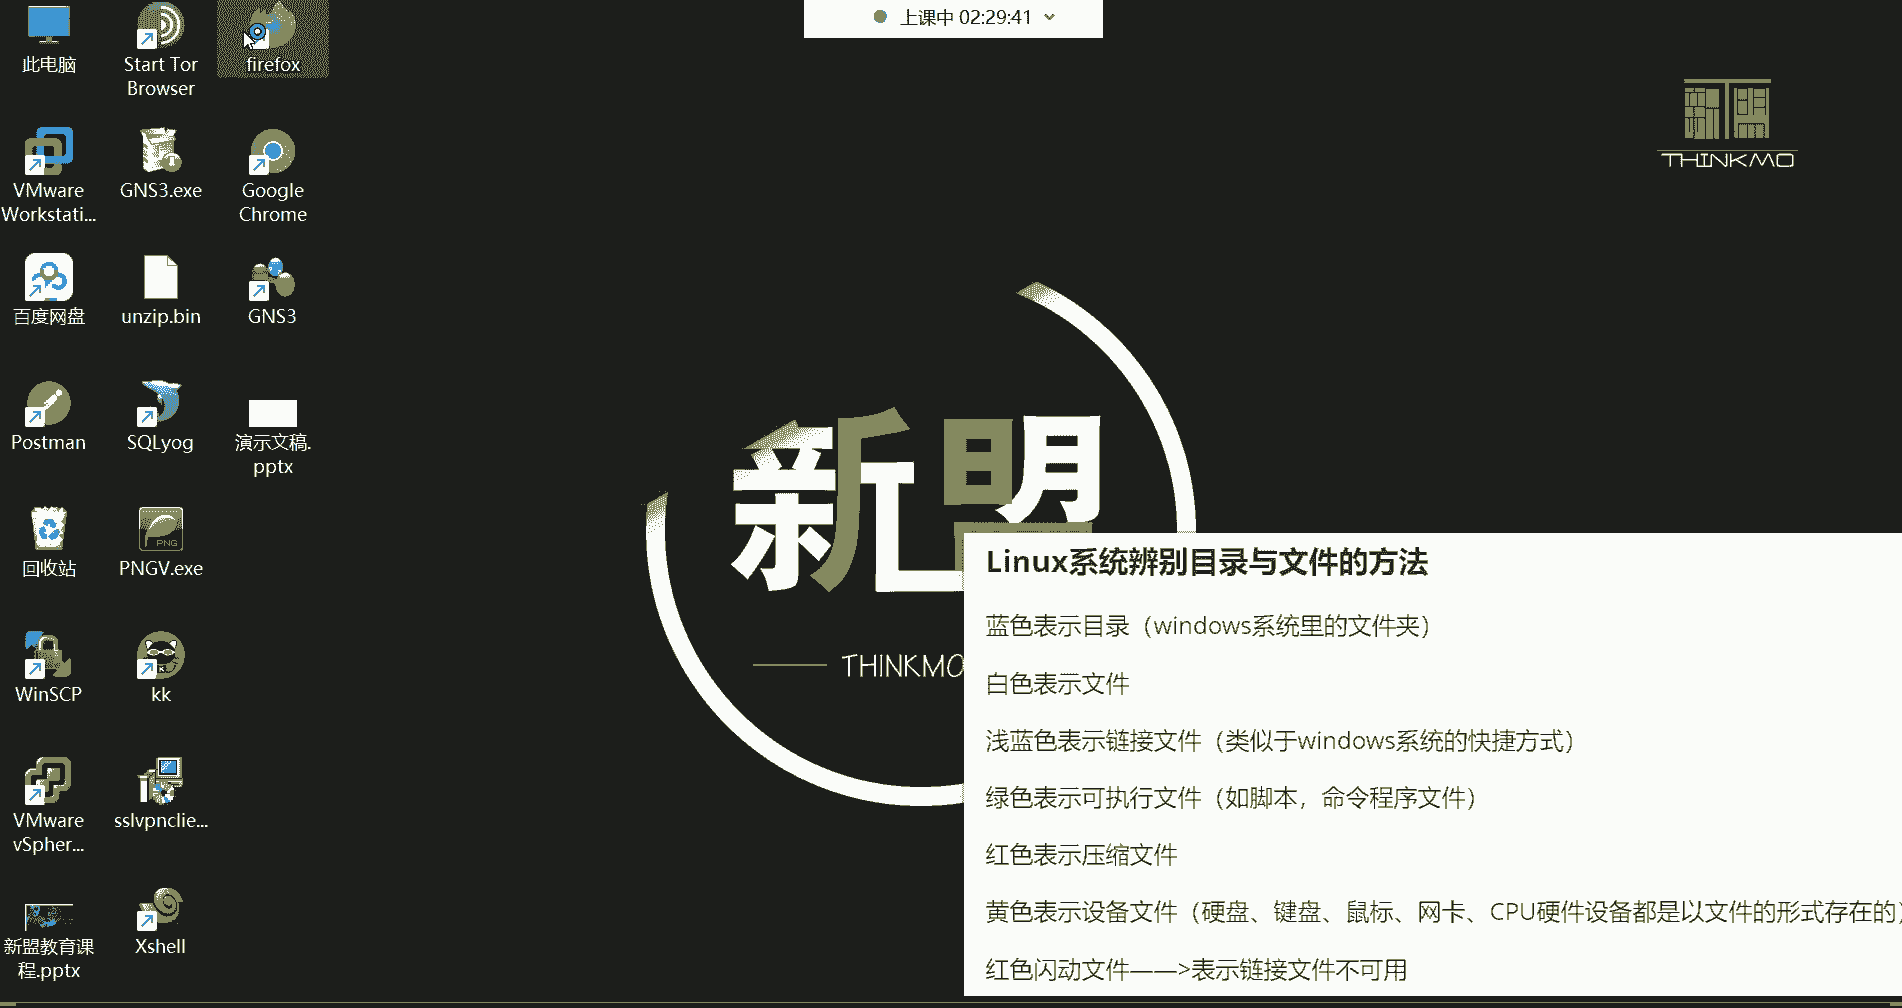 上课中 02:29:41
此电脑
Start Tor
Browser
firefox
THINKMO
VMware
Workstati...
GNS3.exe
Google
Chrome
百度网盘
unzip.bin
GNS3
Postman
SQLyog
演示文稿.
pptx
新盟
THINKMO
回收站
PNG
PNGV.exe
WinSCP
kk
VMware
vSpher...
sslvpnclie...
新盟教育课
程.pptx
Xshell
Linux系统辨别目录与文件的方法
蓝色表示目录（windows系统里的文件夹）
白色表示文件
浅蓝色表示链接文件（类似于windows系统的快捷方式）
绿色表示可执行文件（如脚本，命令程序文件）
红色表示压缩文件
黄色表示设备文件（硬盘、键盘、鼠标、网卡、CPU硬件设备都是以文件的形式存在的）
红色闪动文件——>表示链接文件不可用